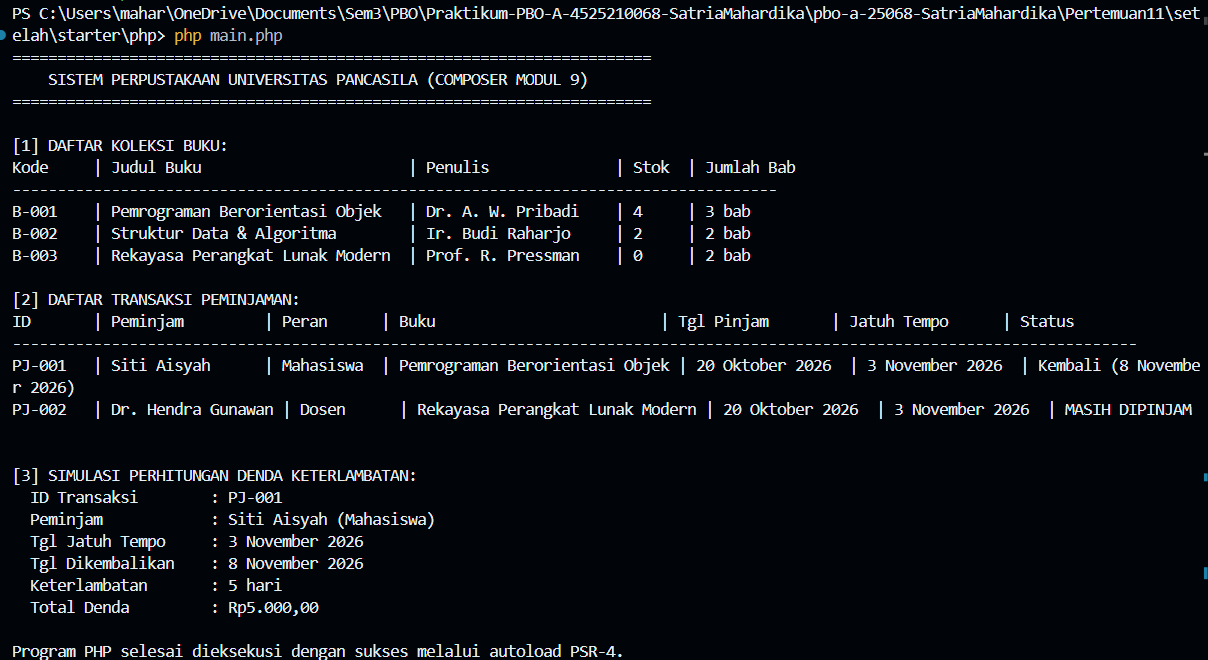 PS C:\Users\mahar\OneDrive\Documents\Sem3\PBO\Praktikum-PBO-A-4525210068-SatriaMahardika\pbo-a-25068-SatriaMahardika\Pertemuan11\set
elah\starter\php> php main.php
=======================================================================
    SISTEM PERPUSTAKAAN UNIVERSITAS PANCASILA (COMPOSER MODUL 9)
=======================================================================
[1] DAFTAR KOLEKSI BUKU:
Kode     | Judul Buku                       | Penulis              | Stok  | Jumlah Bab
-------------------------------------------------------------------------------------
B-001    | Pemrograman Berorientasi Objek   | Dr. A. W. Pribadi    | 4     | 3 bab
B-002    | Struktur Data & Algoritma        | Ir. Budi Raharjo     | 2     | 2 bab
B-003    | Rekayasa Perangkat Lunak Modern  | Prof. R. Pressman    | 0     | 2 bab
[2] DAFTAR TRANSAKSI PEMINJAMAN:
ID       | Peminjam         | Peran      | Buku                         | Tgl Pinjam       | Jatuh Tempo      | Status
-----------------------------------------------------------------------------------------------------------------------------
PJ-001   | Siti Aisyah      | Mahasiswa  | Pemrograman Berorientasi Objek | 20 Oktober 2026  | 3 November 2026  | Kembali (8 Novembe
r 2026)
PJ-002   | Dr. Hendra Gunawan | Dosen      | Rekayasa Perangkat Lunak Modern | 20 Oktober 2026  | 3 November 2026  | MASIH DIPINJAM
[3] SIMULASI PERHITUNGAN DENDA KETERLAMBATAN:
  ID Transaksi        : PJ-001
  Peminjam            : Siti Aisyah (Mahasiswa)
  Tgl Jatuh Tempo     : 3 November 2026
  Tgl Dikembalikan    : 8 November 2026
  Keterlambatan       : 5 hari
  Total Denda         : Rp5.000,00
Program PHP selesai dieksekusi dengan sukses melalui autoload PSR-4.